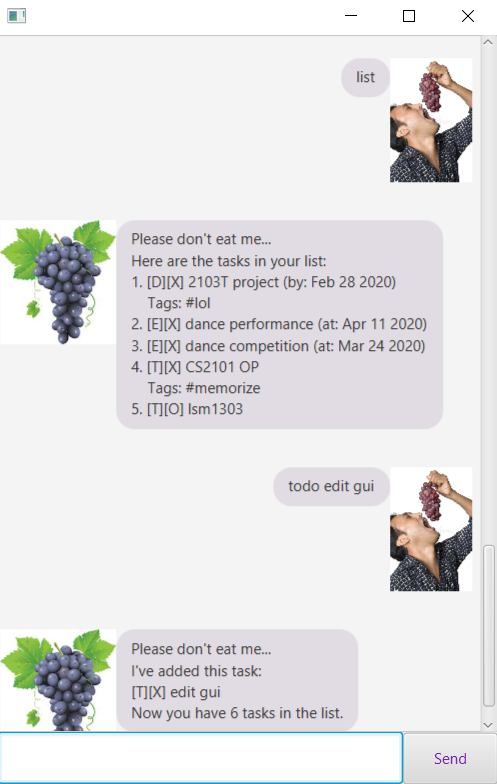 list
Please don't eat me...
Here are the tasks in your list:
1. [D][X] 2103T project (by: Feb 28 2020)
Tags: #lol
2. [E][X] dance performance (at: Apr 11 2020)
3. [E][X] dance competition (at: Mar 24 2020)
4. [T][X] CS2101 OP
Tags: #memorize
5. [T][O] lsm1303
todo edit gui
Please don't eat me...
I've added this task:
[T][X] edit gui
Now you have 6 tasks in the list.
Send